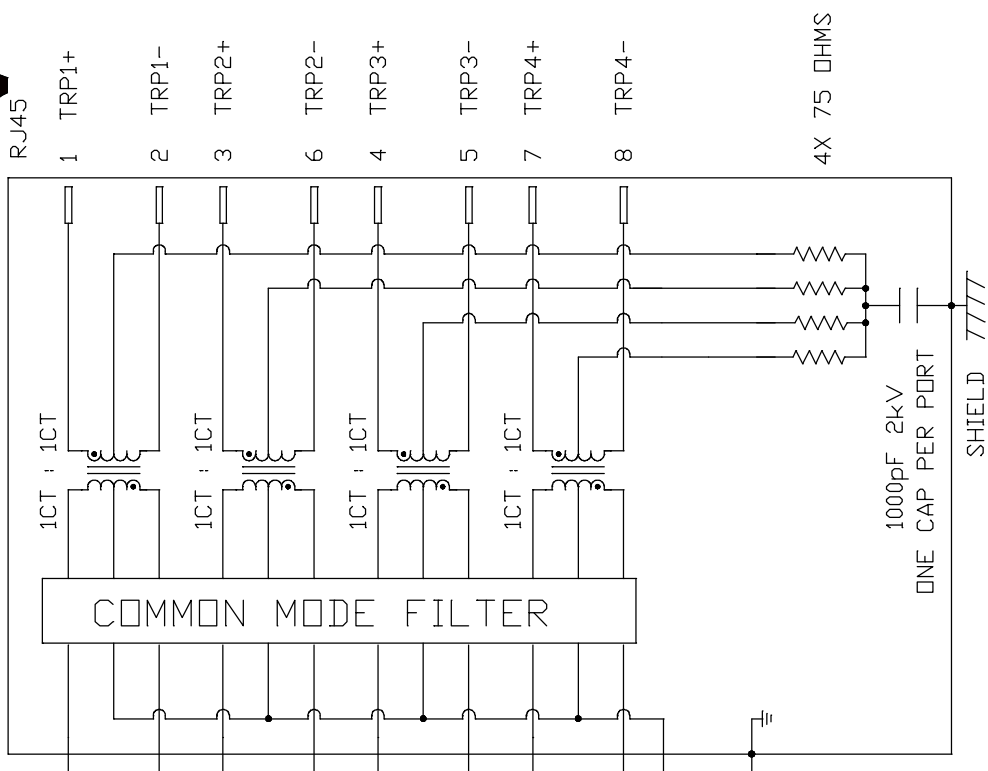 RJ45
1 TRP1+
2 TRP1-
3 TRP2+
6 TRP2-
4 TRP3+
5 TRP3-
7 TRP4+
8 TRP4-
4X 75 OHMS
1CT : 1CT
1CT : 1CT
1CT : 1CT
1CT : 1CT
1000pF 2kV
ONE CAP PER PORT
SHIELD
COMMON MODE FILTER